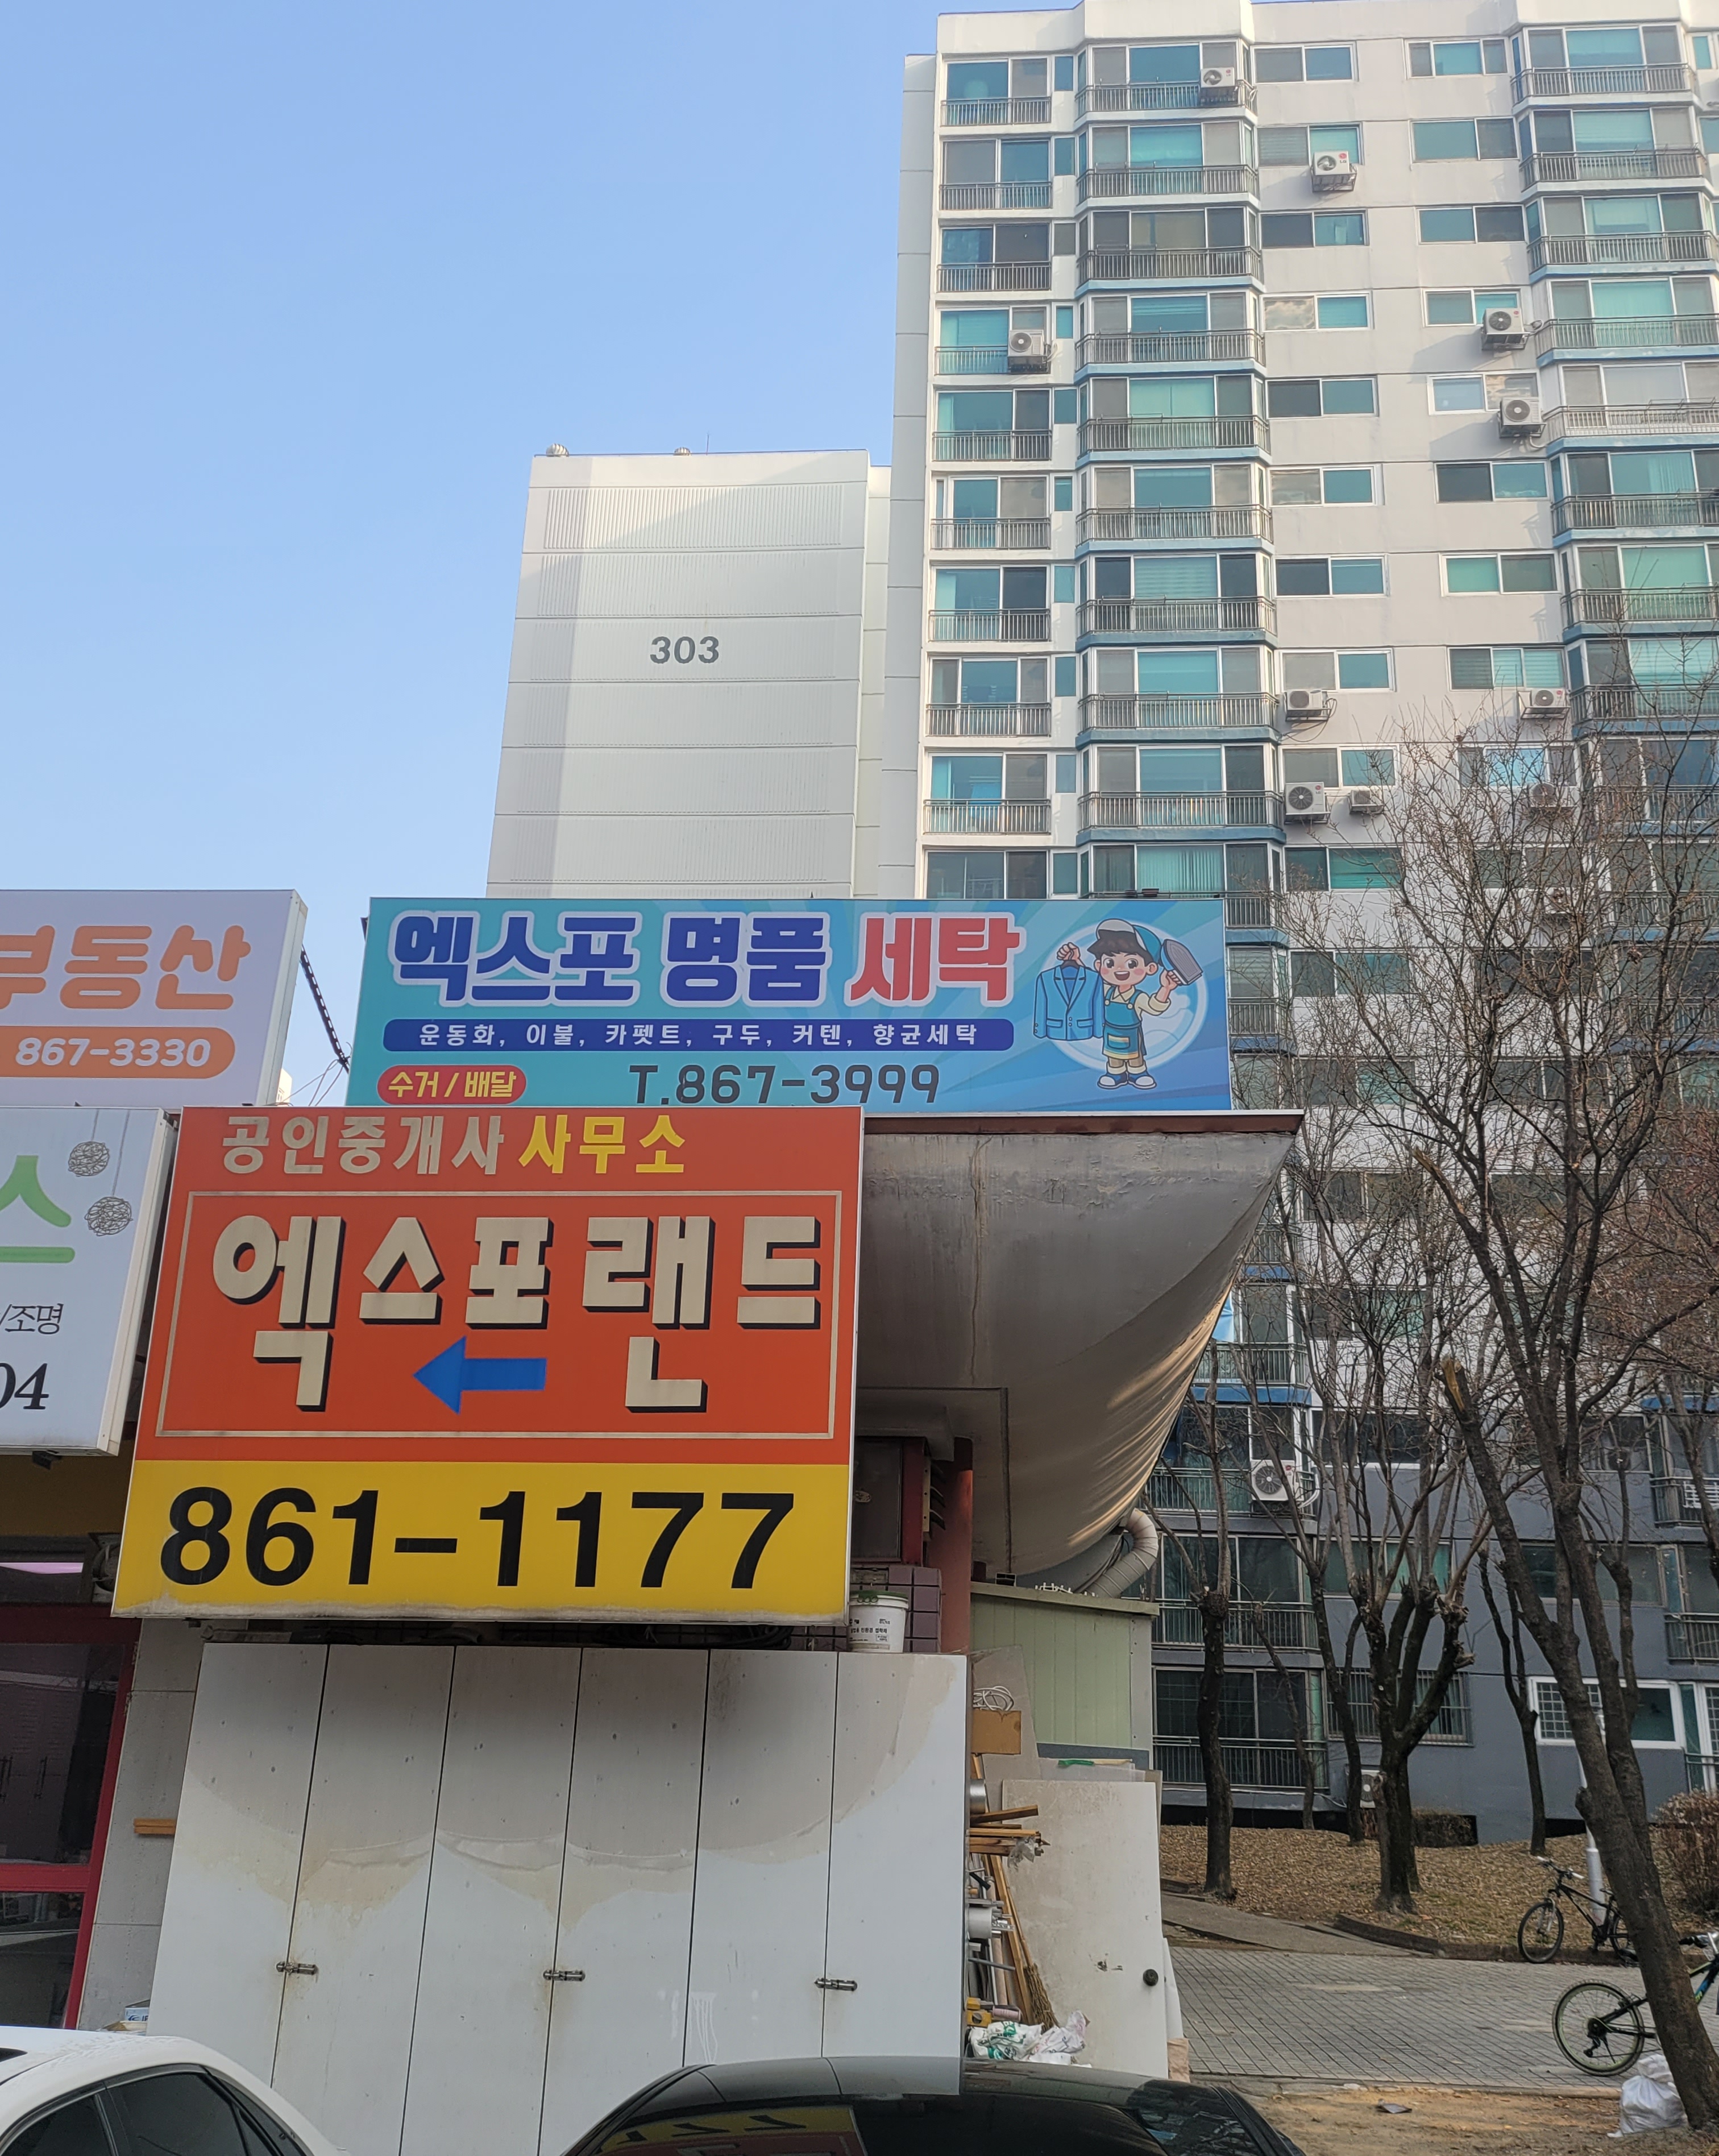 303
부동산
867-3330
엑스포 명품 세탁
운동화, 이불, 카펫트, 구두, 커텐, 향균세탁
수거 / 배달
T.867-3999
스
/조명
04
공인중개사 사무소
엑스포랜드
861-1177